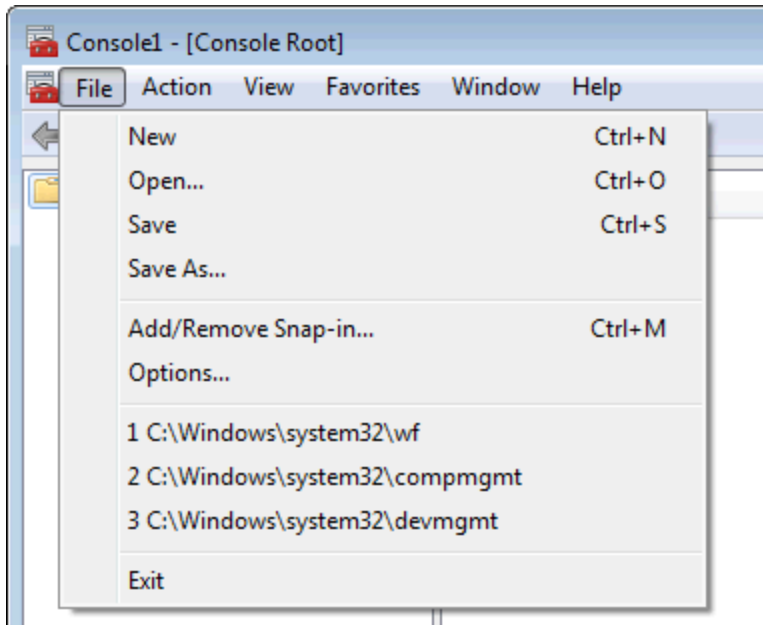 Console1 - [Console Root]
File Action View Favorites Window Help
New Ctrl+N
Open... Ctrl+O
Save Ctrl+S
Save As...
Add/Remove Snap-in... Ctrl+M
Options...
1 C:\Windows\system32\wf
2 C:\Windows\system32\compmgmt
3 C:\Windows\system32\devmgmt
Exit